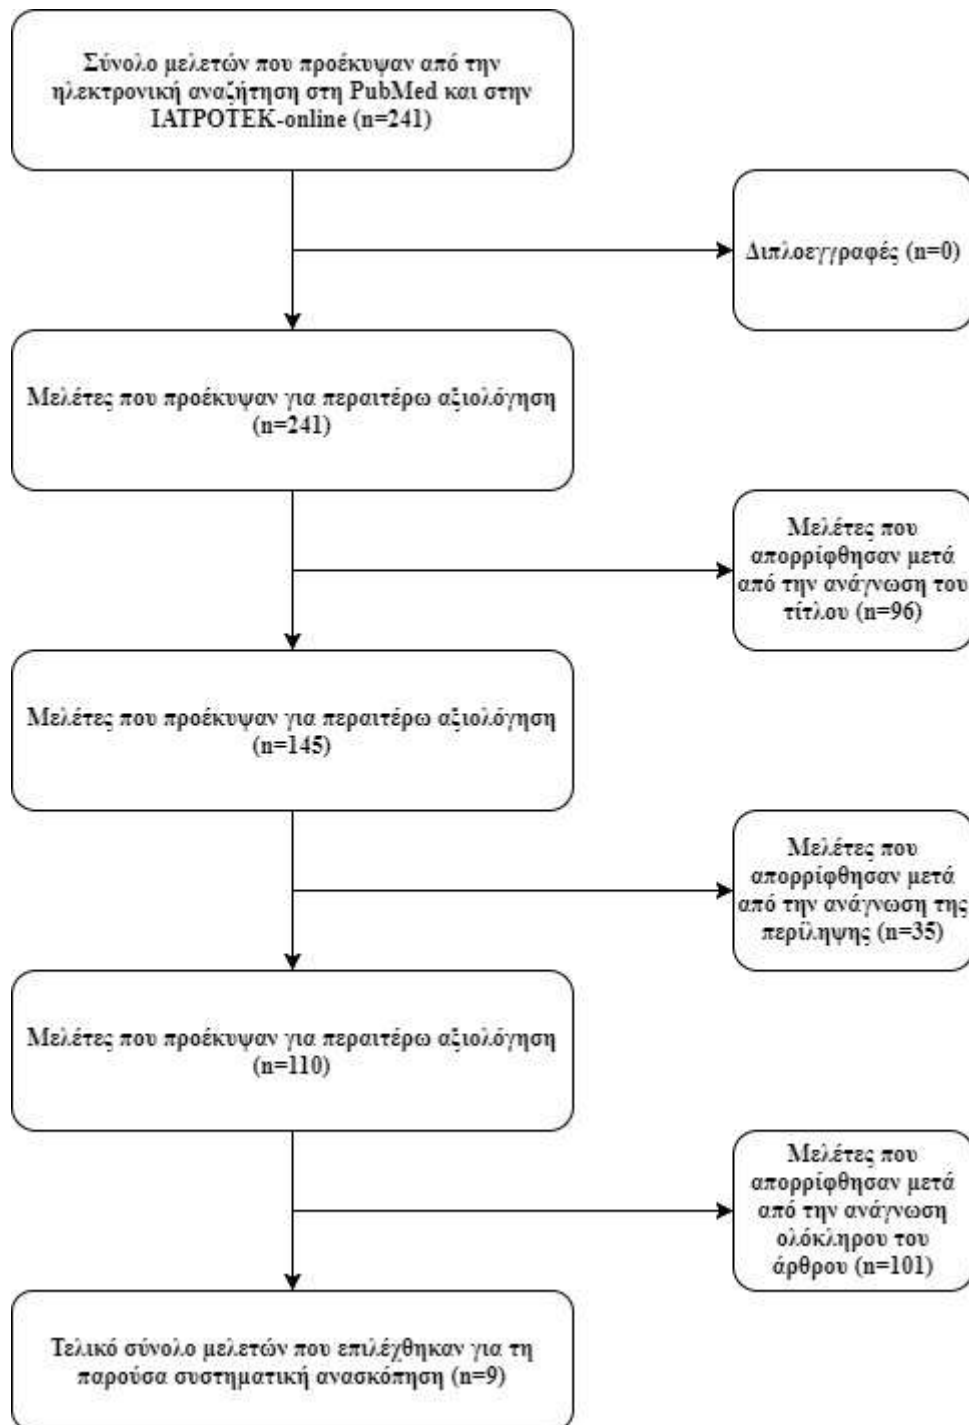 Σύνολο μελετών που προέκυψαν από την
ηλεκτρονική αναζήτηση στη PubMed και στην
ΙΑΤΡΟΤΕΚ-online (n=241)
Διπλοεγγραφές (n=0)
Μελέτες που προέκυψαν για περαιτέρω αξιολόγηση
(n=241)
Μελέτες που
απορρίφθησαν μετά
από την ανάγνωση του
τίτλου (n=96)
Μελέτες που προέκυψαν για περαιτέρω αξιολόγηση
(n=145)
Μελέτες που
απορρίφθησαν μετά
από την ανάγνωση της
περίληψης (n=35)
Μελέτες που προέκυψαν για περαιτέρω αξιολόγηση
(n=110)
Μελέτες που
απορρίφθησαν μετά
από την ανάγνωση
ολόκληρου του
άρθρου (n=101)
Τελικό σύνολο μελετών που επιλέχθηκαν για τη
παρούσα συστηματική ανασκόπηση (n=9)